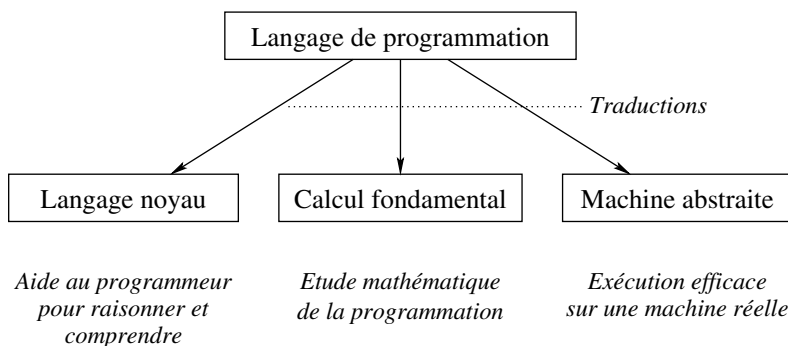 Langage de programmation
Traductions
Langage noyau
Calcul fondamental
Machine abstraite
Aide au programmeur
pour raisonner et
comprendre
Etude mathématique
de la programmation
Exécution efficace
sur une machine réelle